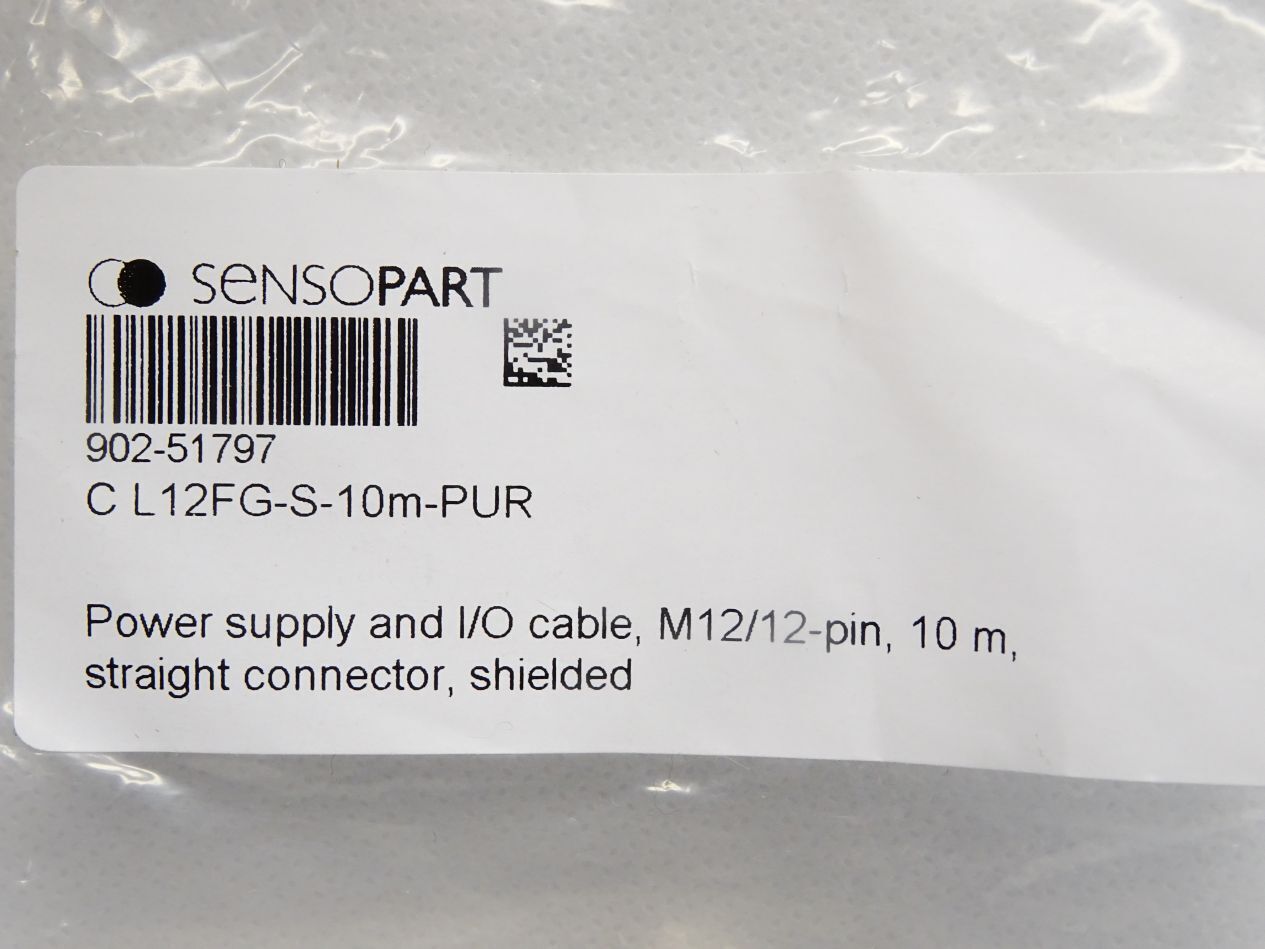 SENSOPART
902-51797
C L12FG-S-10m-PUR
Power supply and I/O cable, M12/12-pin, 10 m,
straight connector, shielded